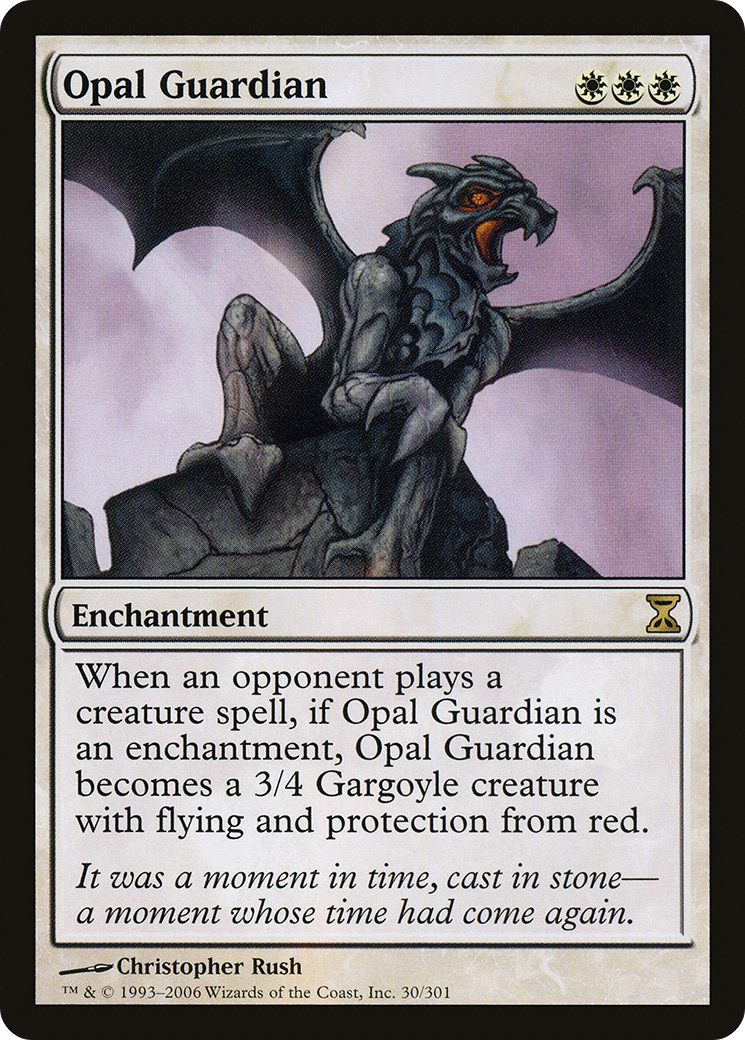 Opal Guardian
Enchantment
When an opponent plays a
creature spell, if Opal Guardian is
an enchantment, Opal Guardian
becomes a 3/4 Gargoyle creature
with flying and protection from red.
It was a moment in time, cast in stone—
a moment whose time had come again.
Christopher Rush
™ & © 1993–2006 Wizards of the Coast, Inc. 30/301